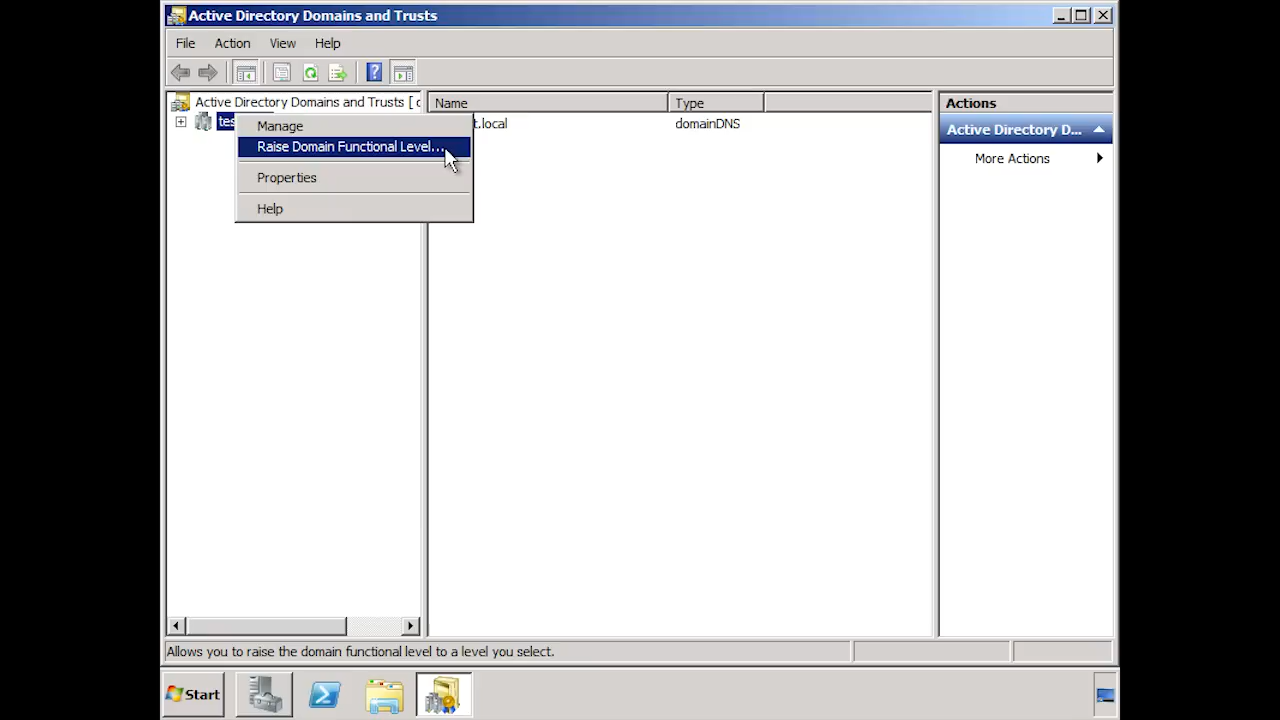 Active Directory Domains and Trusts
File Action View Help
Active Directory Domains and Trusts [
Name Type
Actions
tes
t.local domainDNS
Manage
Raise Domain Functional Level...
Properties
Help
Active Directory D...
More Actions
Allows you to raise the domain functional level to a level you select.
Start